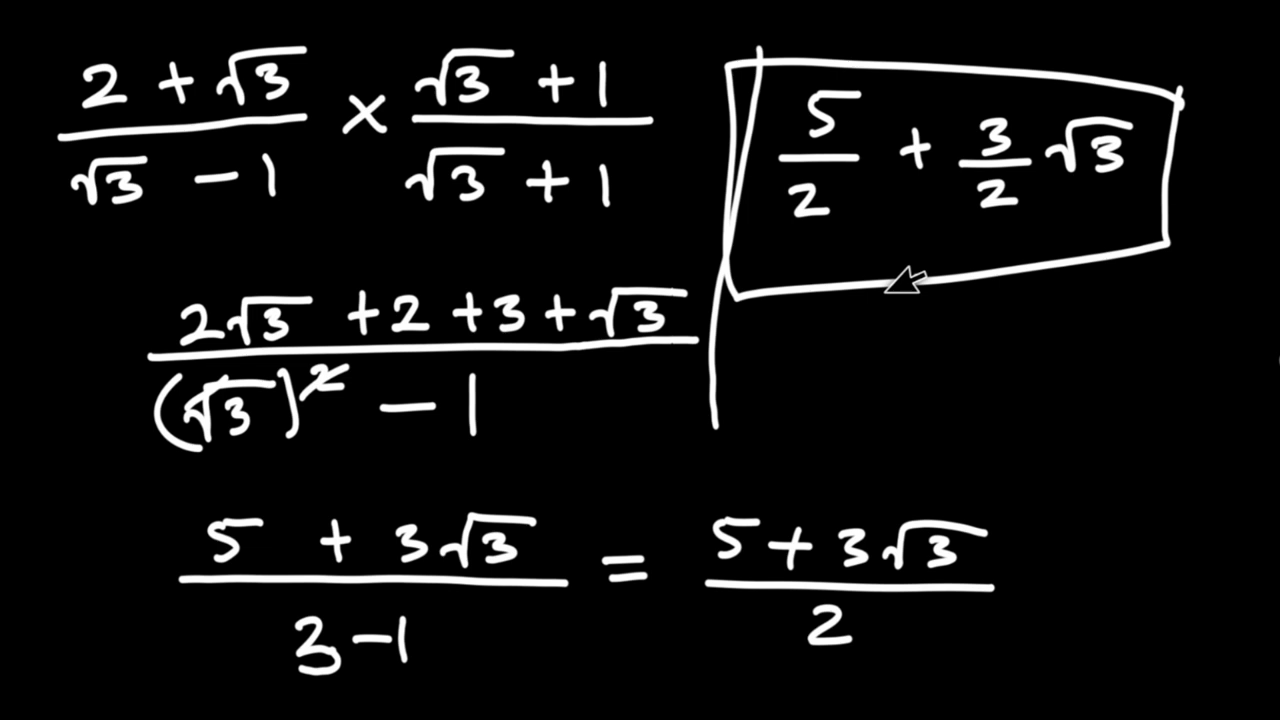 2 + √3 / √3 − 1 × √3 + 1 / √3 + 1
2√3 + 2 + 3 + √3 / (√3)² − 1
5 + 3√3 / 3 − 1 = 5 + 3√3 / 2
5/2 + 3/2 √3